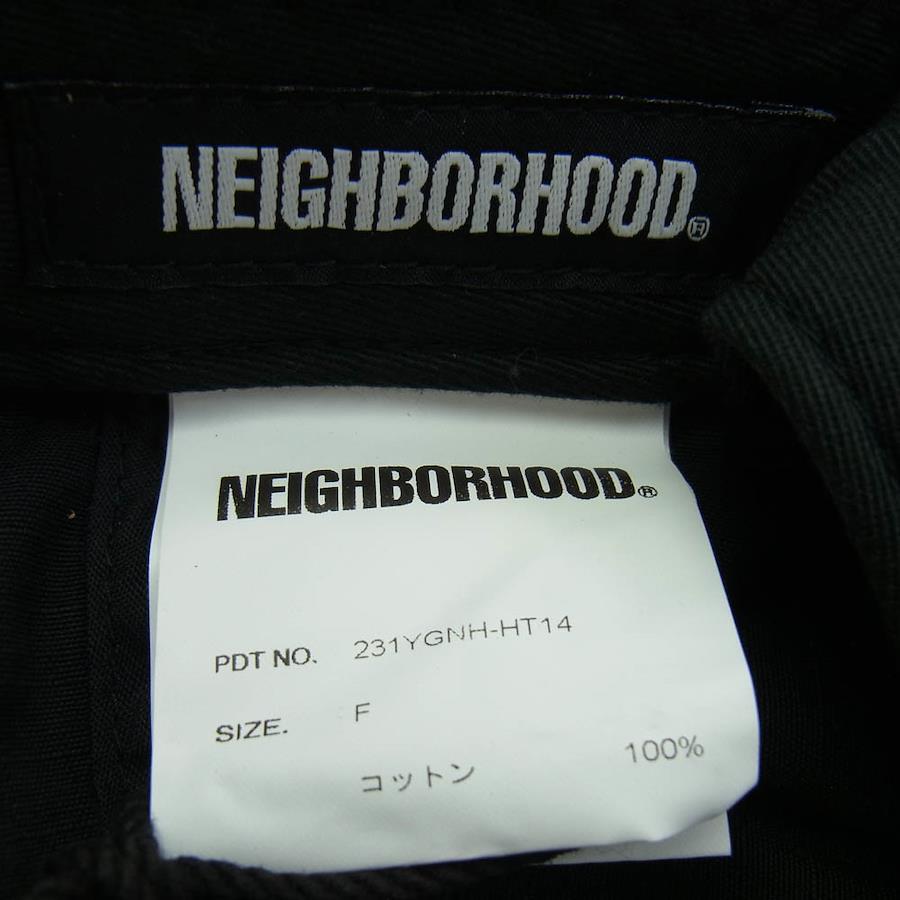 NEIGHBORHOOD®
NEIGHBORHOOD®
PDT NO. 231YGNH-HT14
SIZE. F
コットン 100%